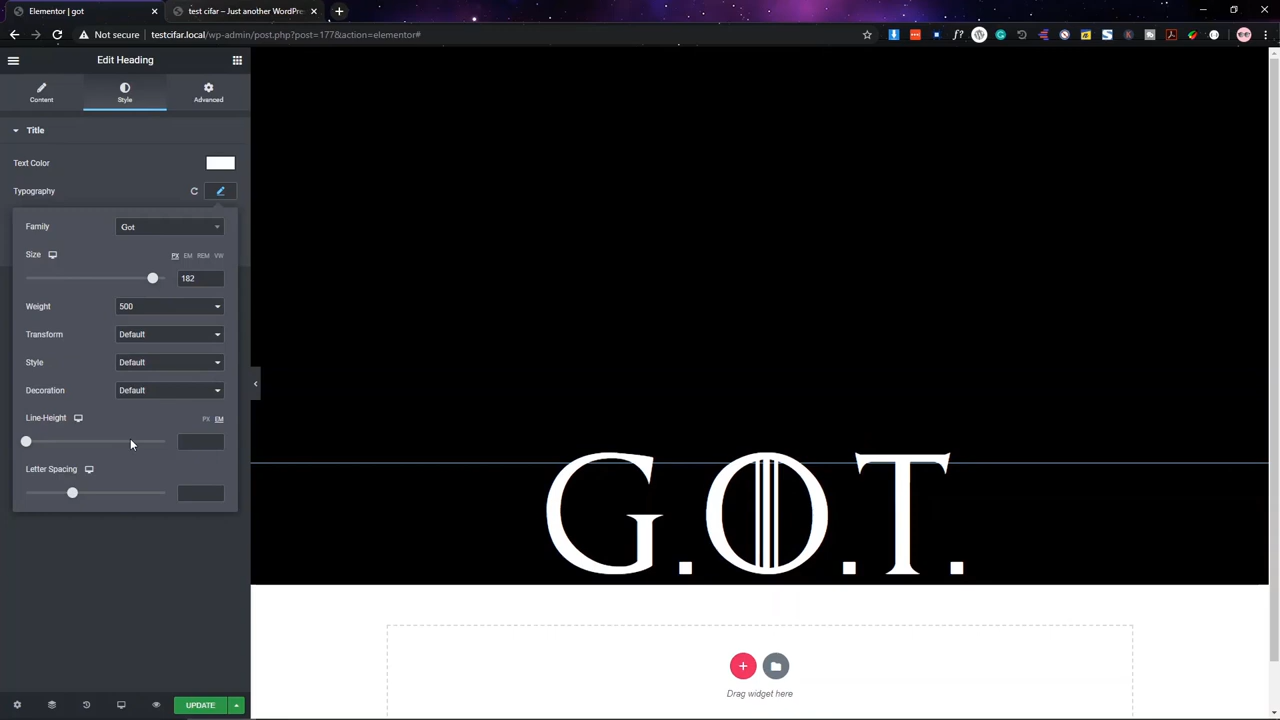 Elementor | got
test cifar – Just another WordPre
Not secure
testcifar.local/wp-admin/post.php?post=177&action=elementor#
Edit Heading
Content
Style
Advanced
Title
Text Color
Typography
Family
Got
Size
PX EM REM VW
182
Weight
500
Transform
Default
Style
Default
Decoration
Default
Line-Height
PX EM
Letter Spacing
G.O.T.
Drag widget here
UPDATE